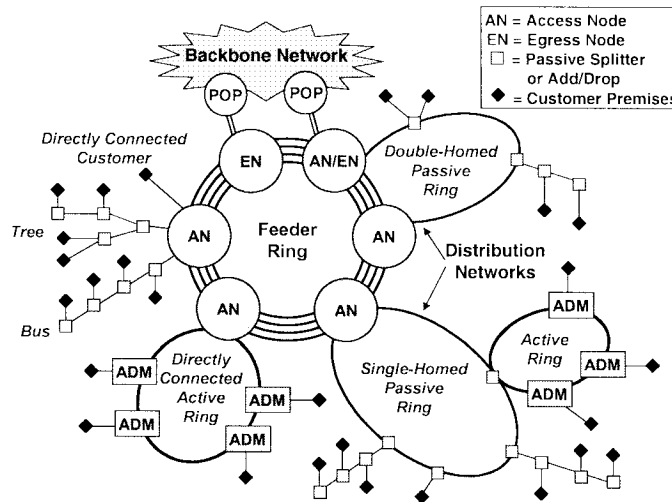 Backbone Network
POP
POP
AN = Access Node
EN = Egress Node
= Passive Splitter
or Add/Drop
= Customer Premises
Directly Connected
Customer
EN
AN/EN
Double-Homed
Passive
Ring
Tree
AN
Feeder
Ring
AN
Distribution
Networks
Bus
AN
AN
ADM
Active
Ring
ADM
ADM
Directly
Connected
Active
Ring
ADM
ADM
ADM
ADM
Single-Homed
Passive
Ring